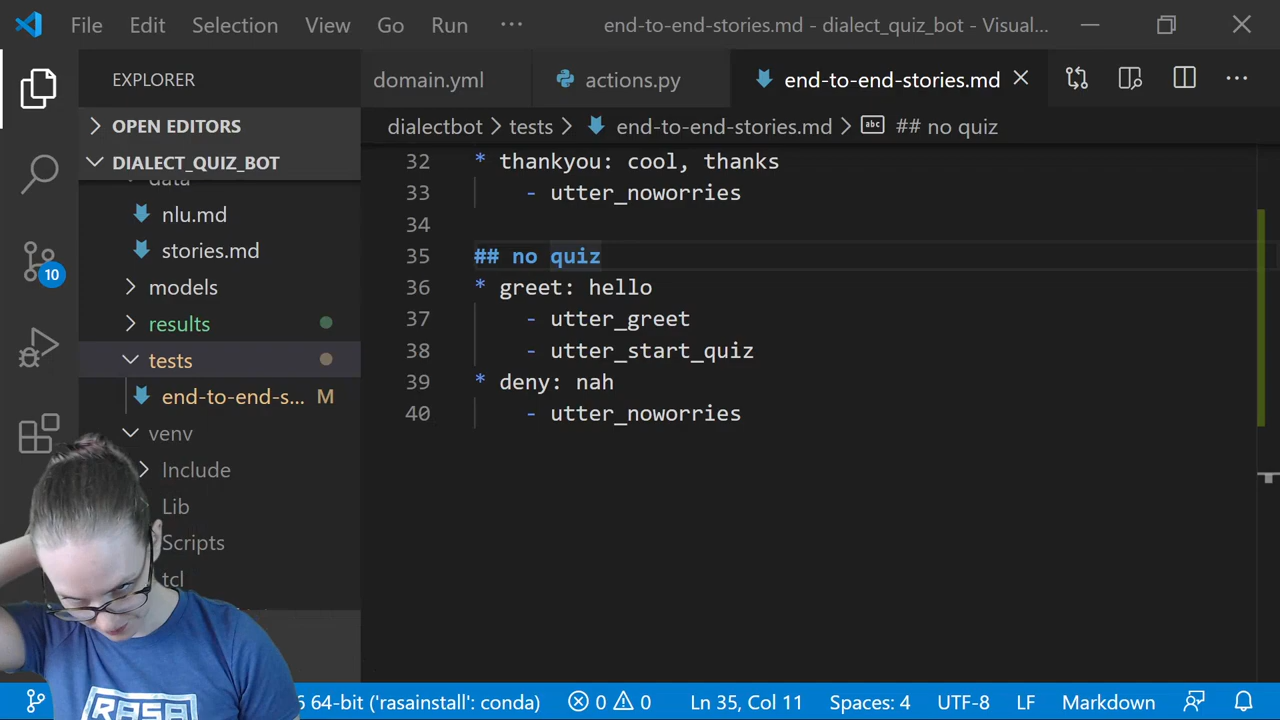 File Edit Selection View Go Run ··· end-to-end-stories.md - dialect_quiz_bot - Visual...
EXPLORER
domain.yml actions.py end-to-end-stories.md
OPEN EDITORS
dialectbot > tests > end-to-end-stories.md > abc ## no quiz
DIALECT_QUIZ_BOT
data
nlu.md
stories.md
models
results
tests
end-to-end-s... M
venv
Include
Lib
Scripts
tcl
10
32 * thankyou: cool, thanks
33 - utter_noworries
34
35 ## no quiz
36 * greet: hello
37 - utter_greet
38 - utter_start_quiz
39 * deny: nah
40 - utter_noworries
RASA
6 64-bit ('rasainstall': conda) 0 0 Ln 35, Col 11 Spaces: 4 UTF-8 LF Markdown